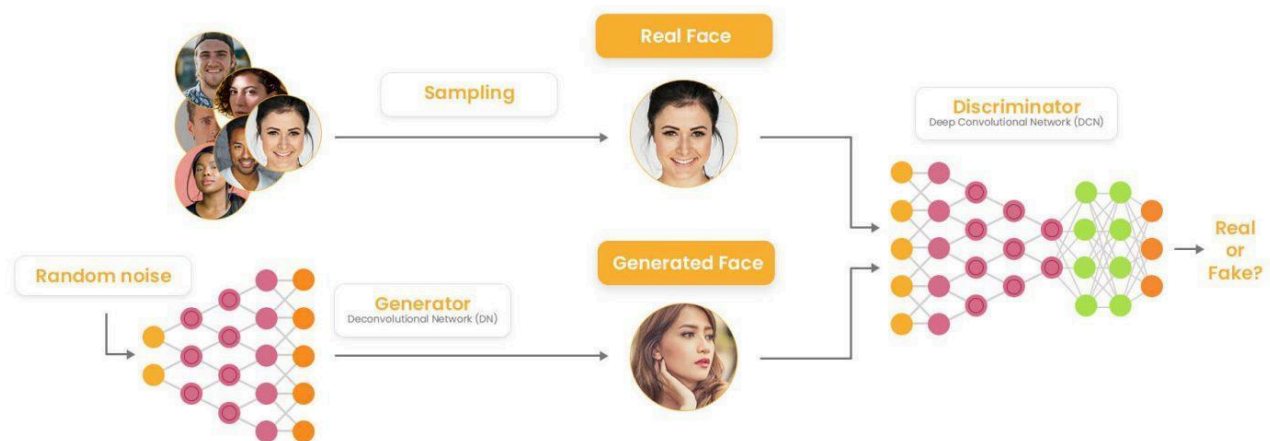 Real Face
Sampling
Discriminator
Deep Convolutional Network (DCN)
Random noise
Generator
Deconvolutional Network (DN)
Generated Face
Real
or
Fake?